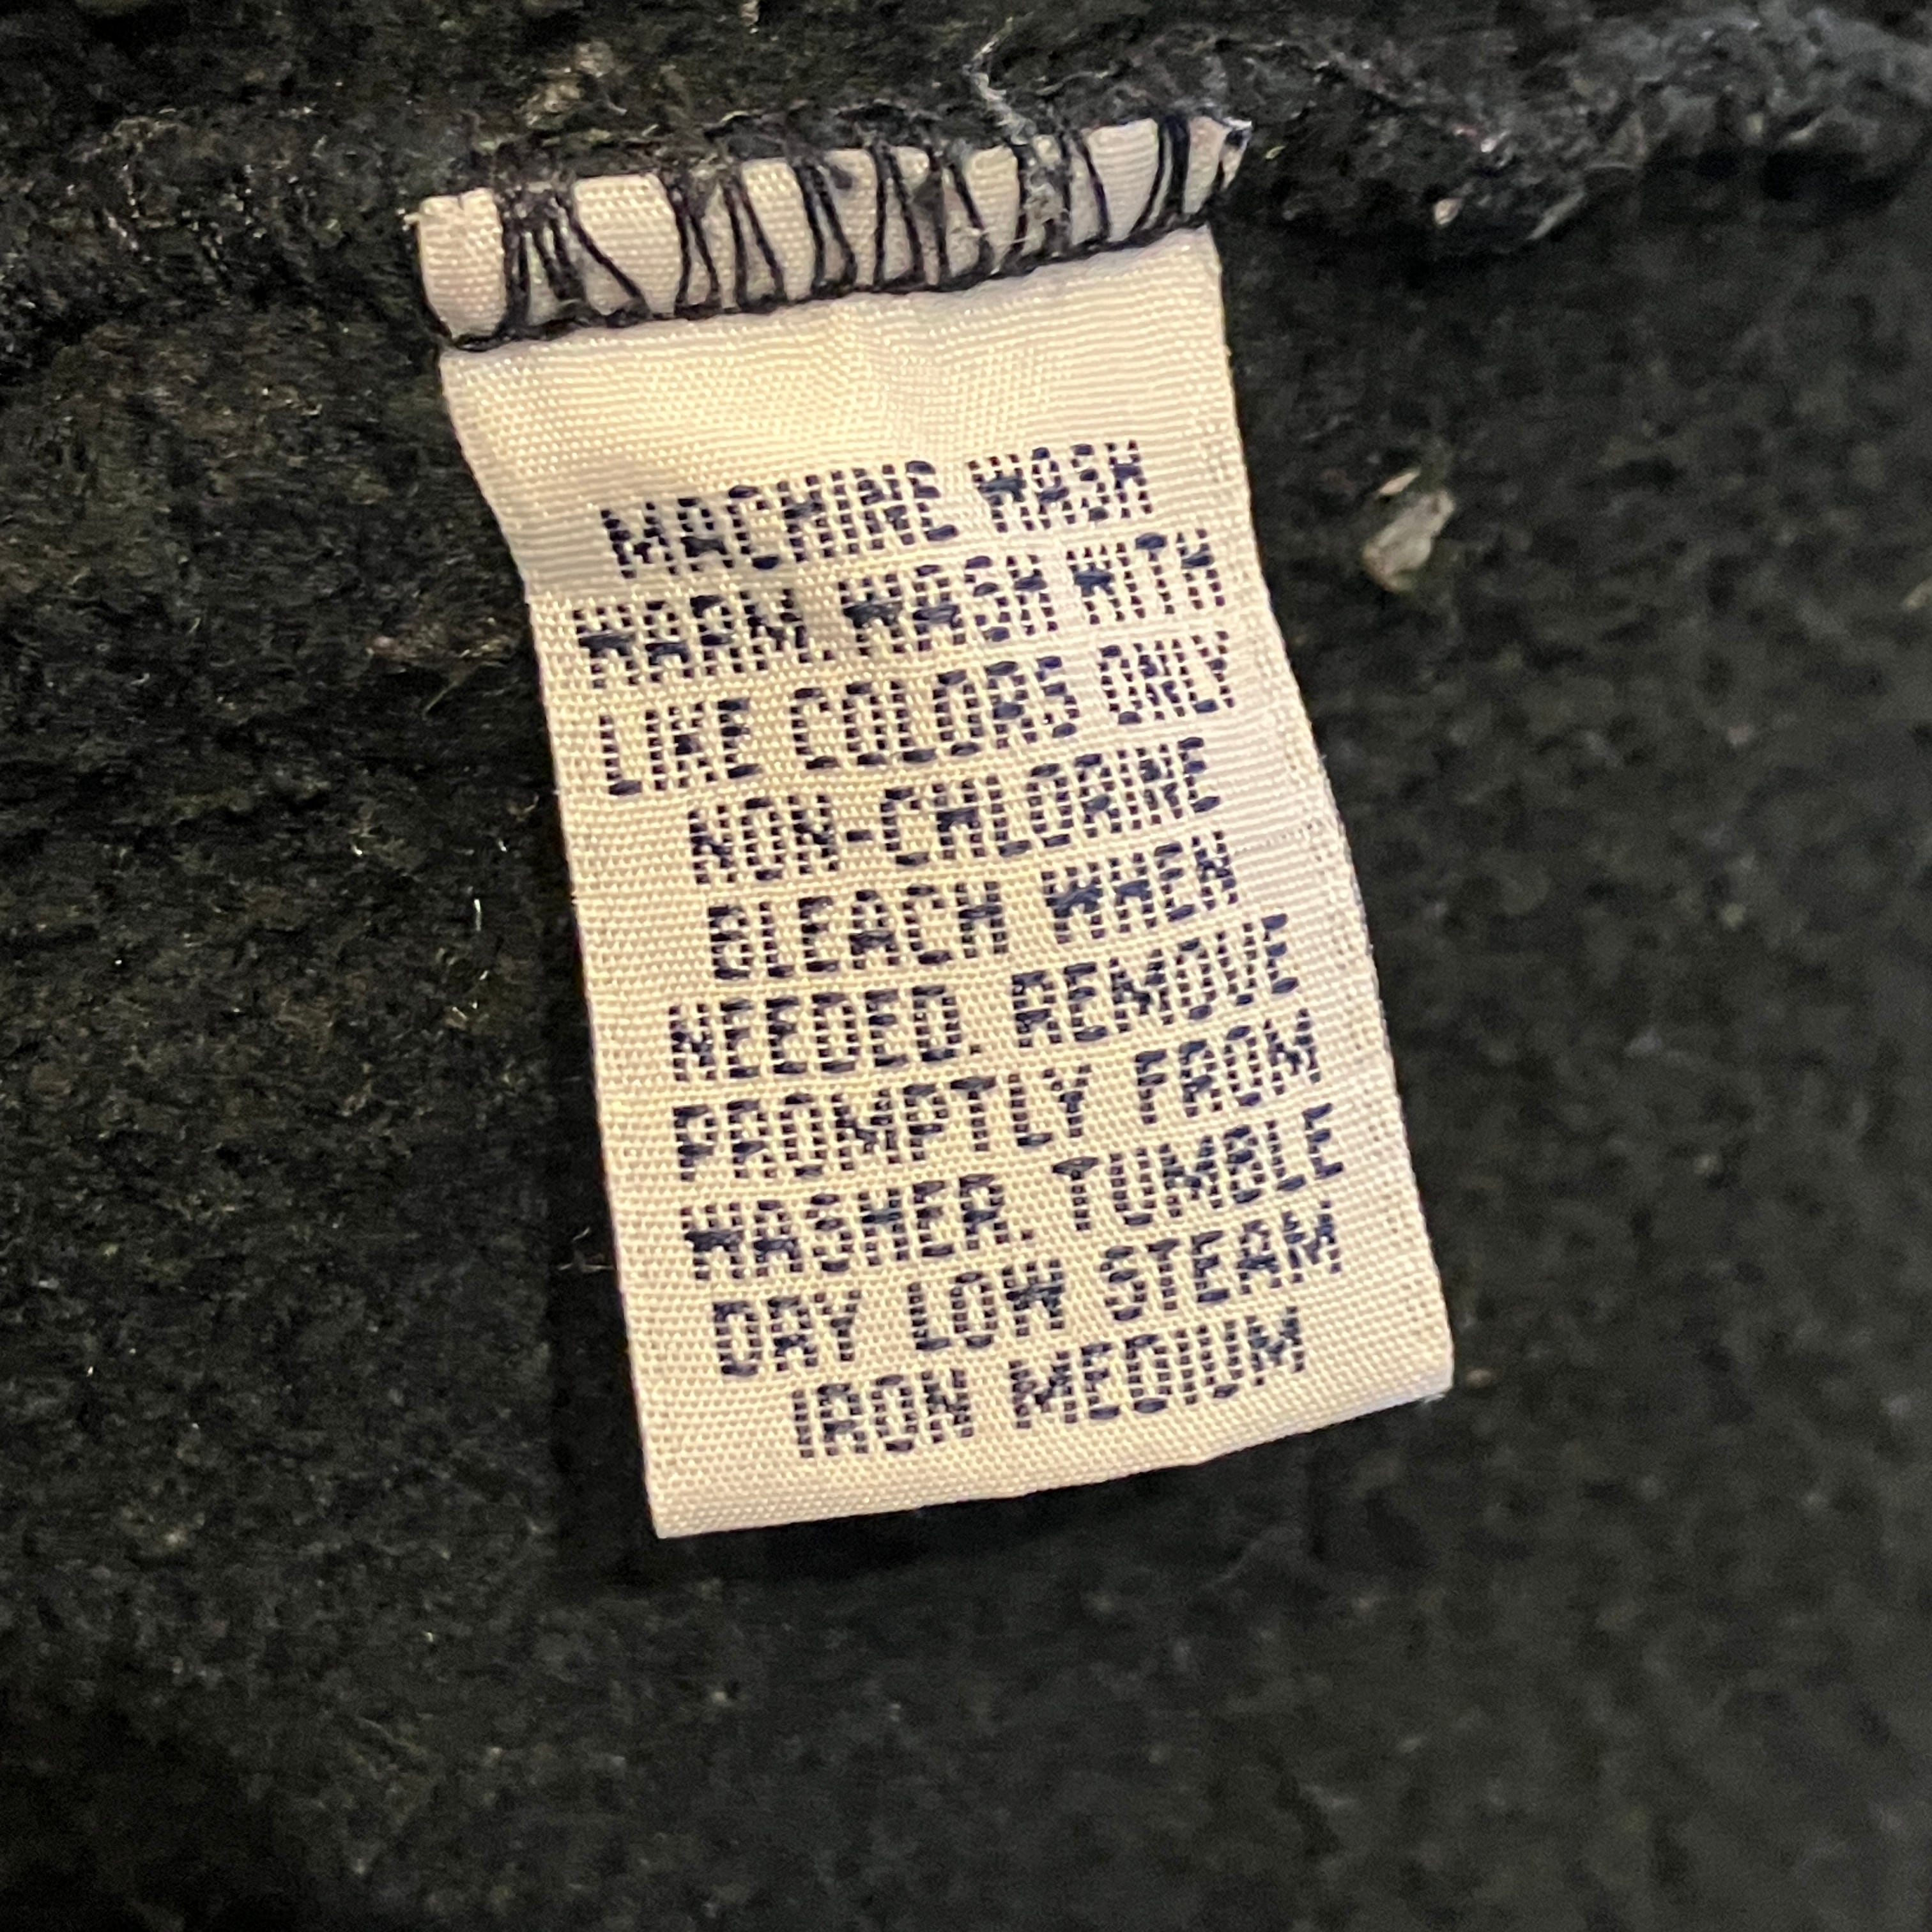 MACHINE WASH
WARM. WASH WITH
LIKE COLORS ONLY
NON-CHLORINE
BLEACH WHEN
NEEDED. REMOVE
PROMPTLY FROM
WASHER. TUMBLE
DRY LOW STEAM
IRON MEDIUM